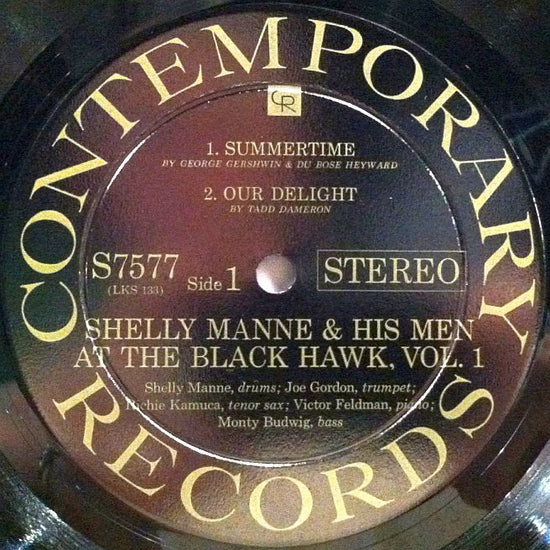 CONTEMPORARY
CR
1. SUMMERTIME
BY GEORGE GERSHWIN & DU BOSE HEYWARD
2. OUR DELIGHT
BY TADD DAMERON
S7577
(LKS 133)
Side 1
STEREO
SHELLY MANNE & HIS MEN
AT THE BLACK HAWK, VOL. 1
Shelly Manne, drums; Joe Gordon, trumpet;
Richie Kamuca, tenor sax; Victor Feldman, piano;
Monty Budwig, bass
RECORDS